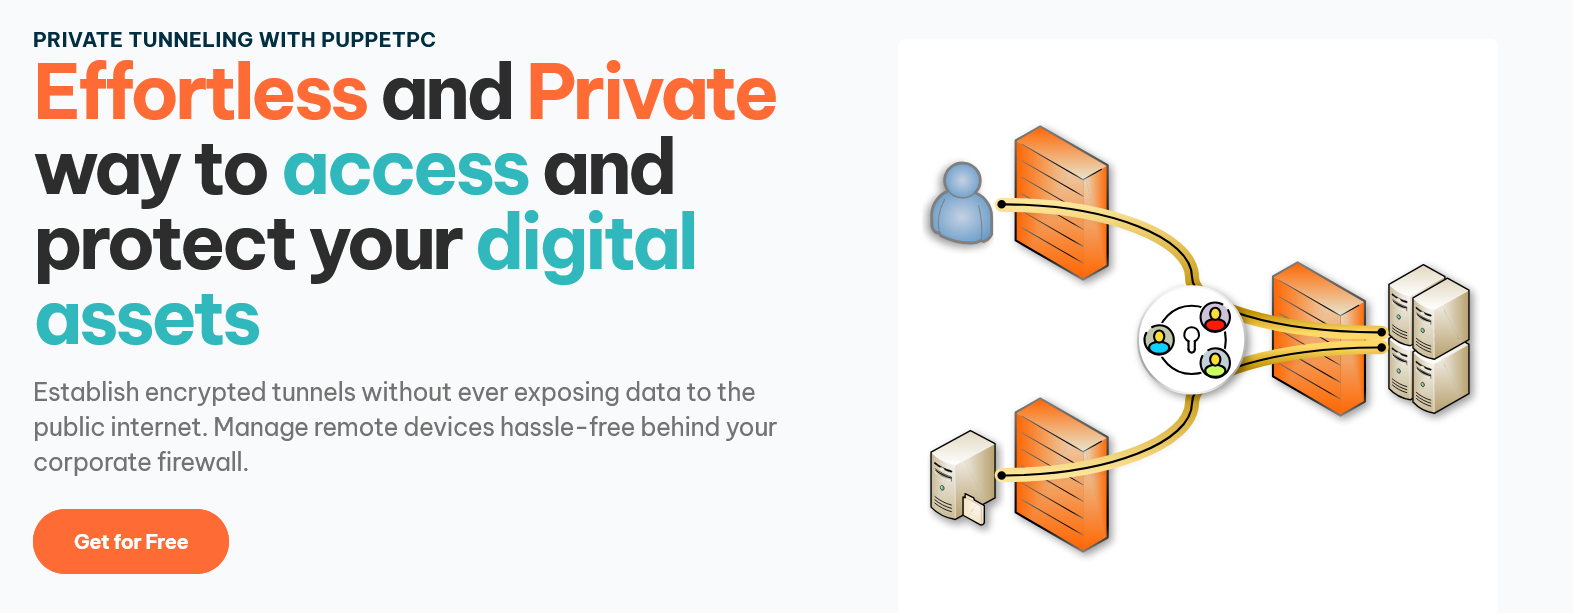 PRIVATE TUNNELING WITH PUPPETPC
Effortless and Private
way to access and
protect your digital
assets
Establish encrypted tunnels without ever exposing data to the
public internet. Manage remote devices hassle-free behind your
corporate firewall.
Get for Free